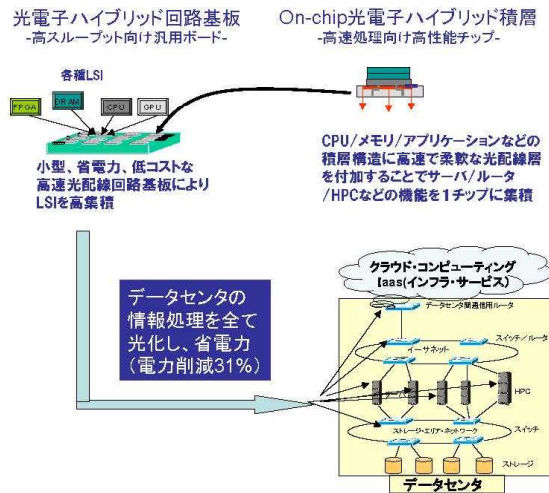 光電子ハイブリッド回路基板
-高スループット向け汎用ボード-
On-chip光電子ハイブリッド積層
-高速処理向け高性能チップ-
各種LSI
FPGA
DRAM
CPU
GPU
小型、省電力、低コストな
高速光配線回路基板により
LSIを高集積
CPU/メモリ/アプリケーションなどの
積層構造に高速で柔軟な光配線層
を付加することでサーバ/ルータ
/HPCなどの機能を1チップに集積
データセンタの
情報処理を全て
光化し、省電力
(電力削減31%)
クラウド・コンピューティング
Iaas(インフラ・サービス)
データセンタ間通信用ルータ
スイッチ/ルータ
イーサネット
サーバ
HPC
ストレージ・エリア・ネットワーク
スイッチ
ストレージ
データセンタ